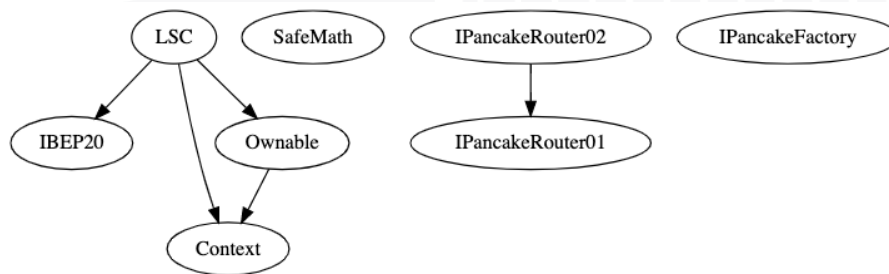 LSC
SafeMath
IPancakeRouter02
IPancakeFactory
IBEP20
Ownable
IPancakeRouter01
Context